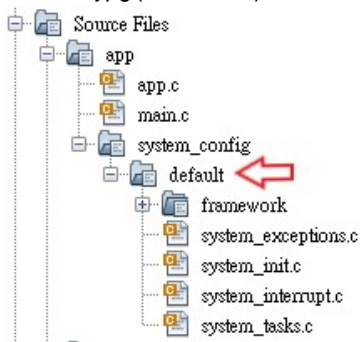 Source Files
app
app.c
main.c
system_config
default
framework
system_exceptions.c
system_init.c
system_interrupt.c
system_tasks.c